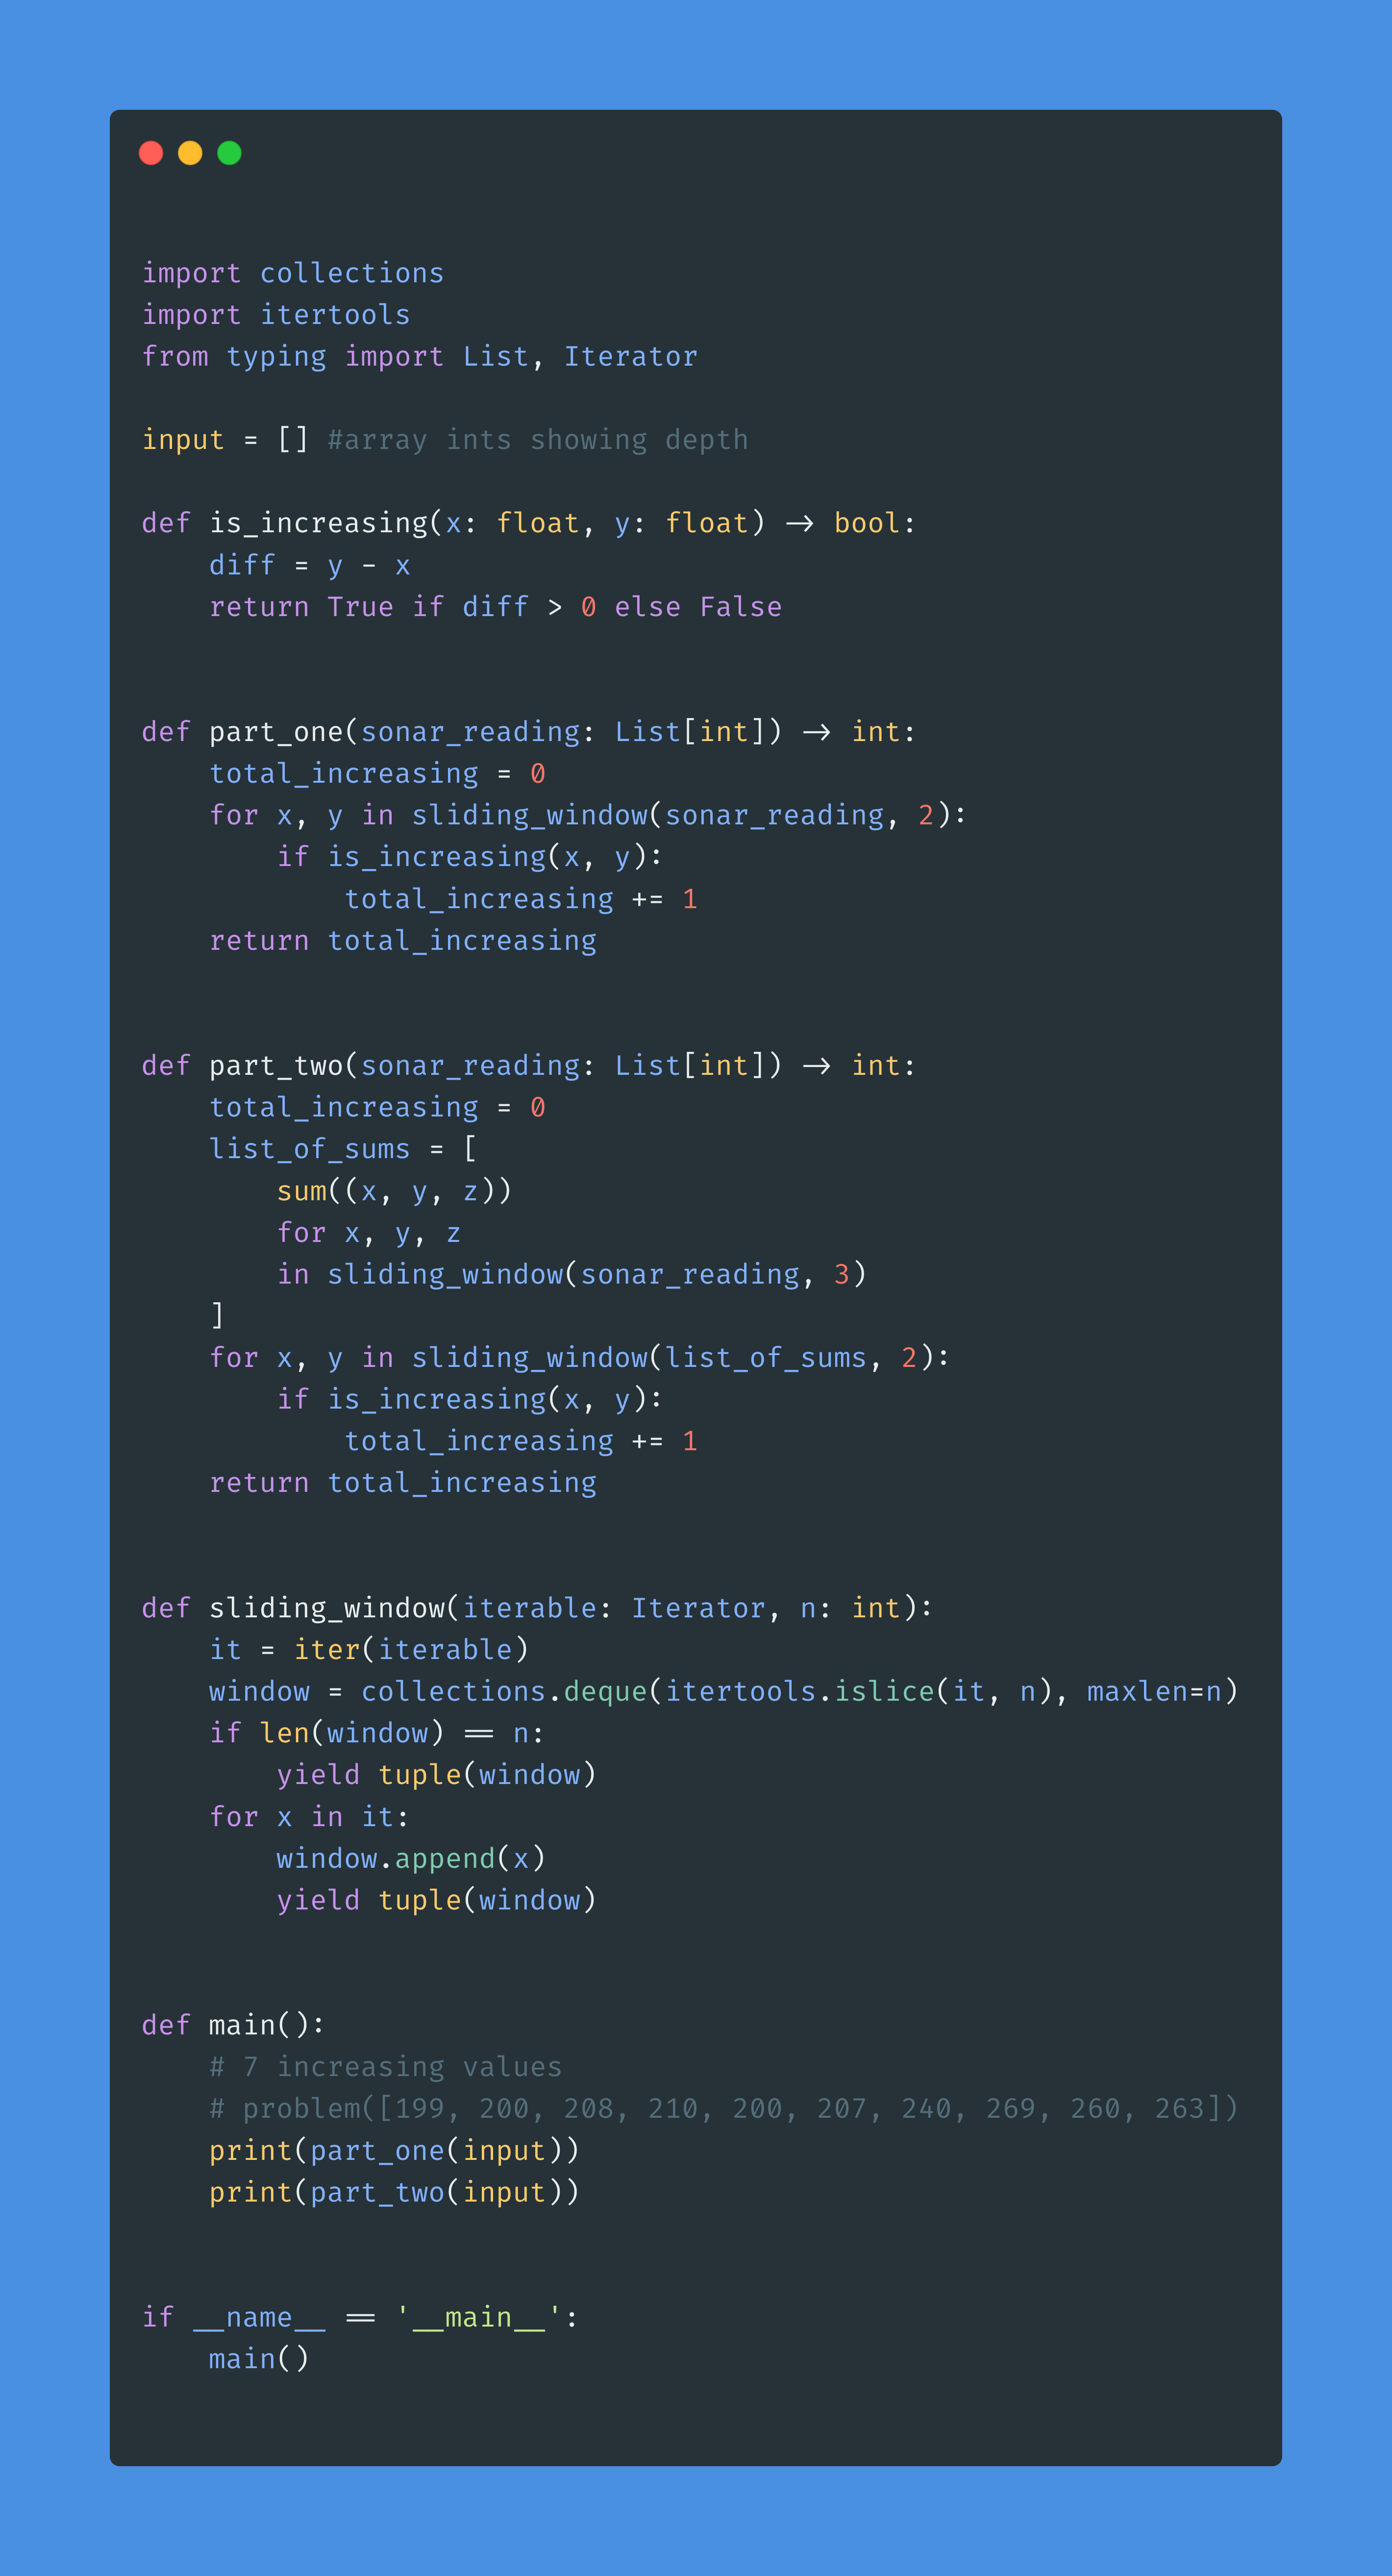 import collections
import itertools
from typing import List, Iterator

input = [] #array ints showing depth

def is_increasing(x: float, y: float) -> bool:
    diff = y - x
    return True if diff > 0 else False


def part_one(sonar_reading: List[int]) -> int:
    total_increasing = 0
    for x, y in sliding_window(sonar_reading, 2):
        if is_increasing(x, y):
            total_increasing += 1
    return total_increasing


def part_two(sonar_reading: List[int]) -> int:
    total_increasing = 0
    list_of_sums = [
        sum((x, y, z))
        for x, y, z
        in sliding_window(sonar_reading, 3)
    ]
    for x, y in sliding_window(list_of_sums, 2):
        if is_increasing(x, y):
            total_increasing += 1
    return total_increasing


def sliding_window(iterable: Iterator, n: int):
    it = iter(iterable)
    window = collections.deque(itertools.islice(it, n), maxlen=n)
    if len(window) == n:
        yield tuple(window)
    for x in it:
        window.append(x)
        yield tuple(window)


def main():
    # 7 increasing values
    # problem([199, 200, 208, 210, 200, 207, 240, 269, 260, 263])
    print(part_one(input))
    print(part_two(input))


if __name__ == '__main__':
    main()